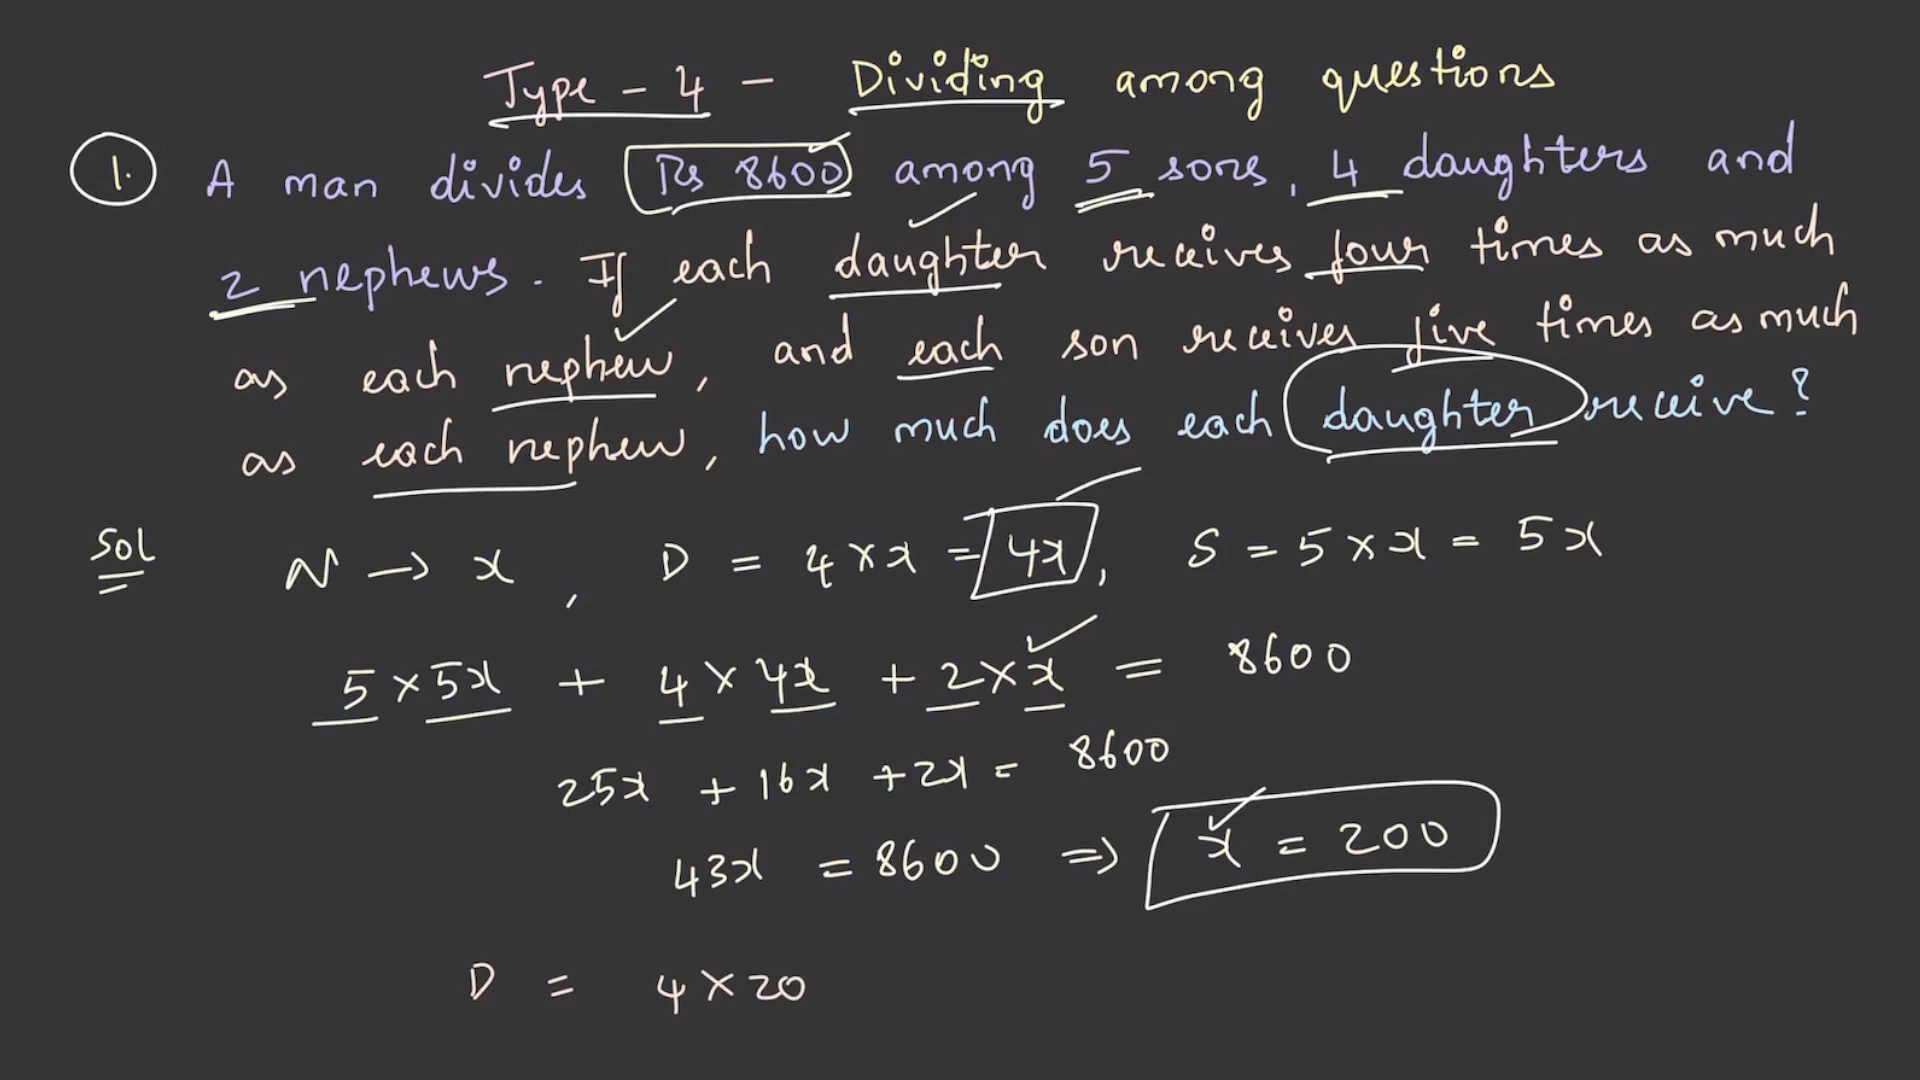 Type - 4 - Dividing among questions
1. A man divides Rs 8600 among 5 sons, 4 daughters and
2 nephews. If each daughter receives four times as much
as each nephew, and each son receives five times as much
as each nephew, how much does each daughter receive?
Sol N → x, D = 4 × x = 4x, S = 5 × x = 5x
5 × 5x + 4 × 4x + 2 × x = 8600
25x + 16x + 2x = 8600
43x = 8600 ⇒ x = 200
D = 4 × 20